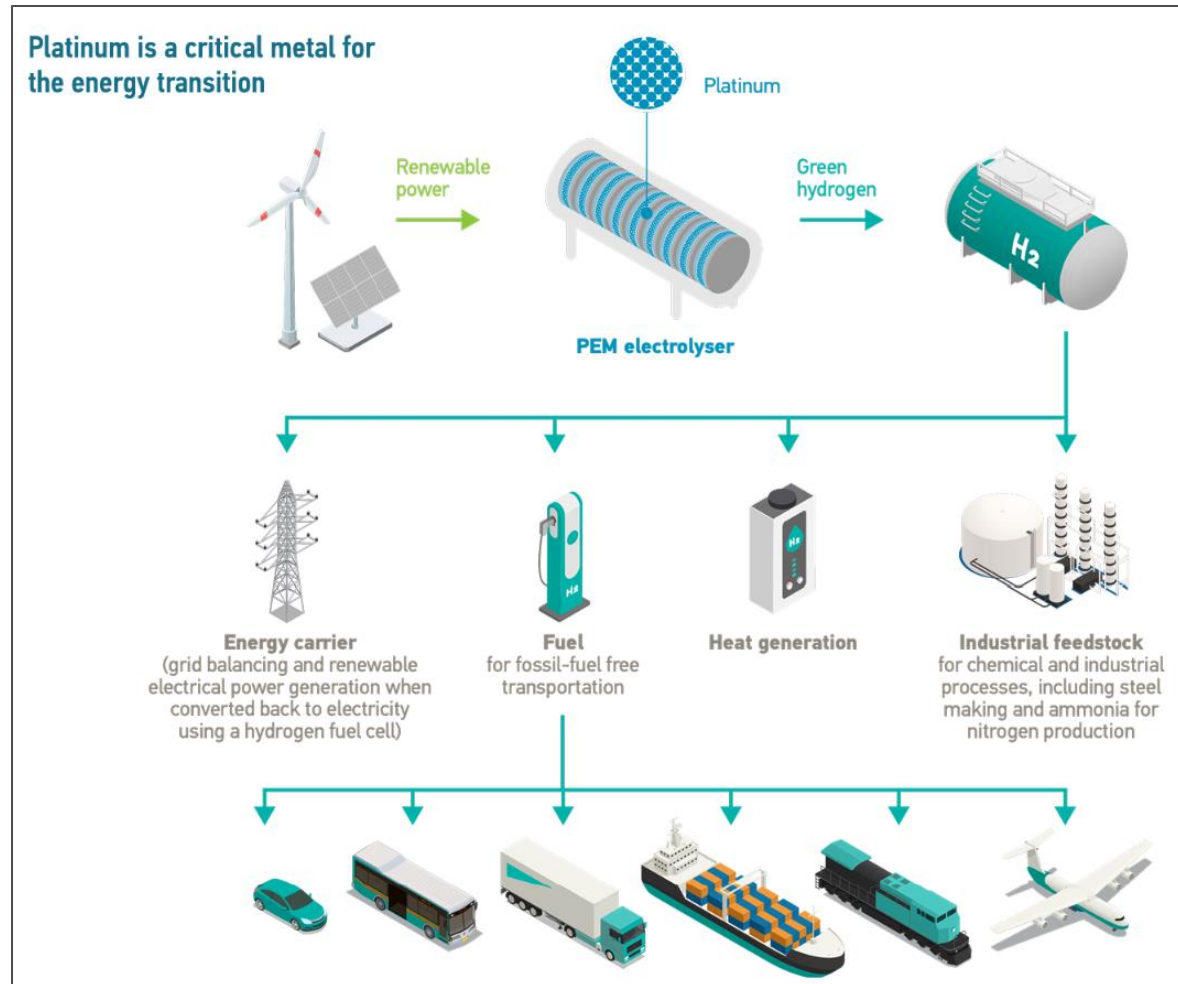 Platinum is a critical metal for
the energy transition
Platinum
Renewable
power
Green
hydrogen
H2
PEM electrolyser
H2
H2
Energy carrier
(grid balancing and renewable
electrical power generation when
converted back to electricity
using a hydrogen fuel cell)
Fuel
for fossil-fuel free
transportation
Heat generation
Industrial feedstock
for chemical and industrial
processes, including steel
making and ammonia for
nitrogen production